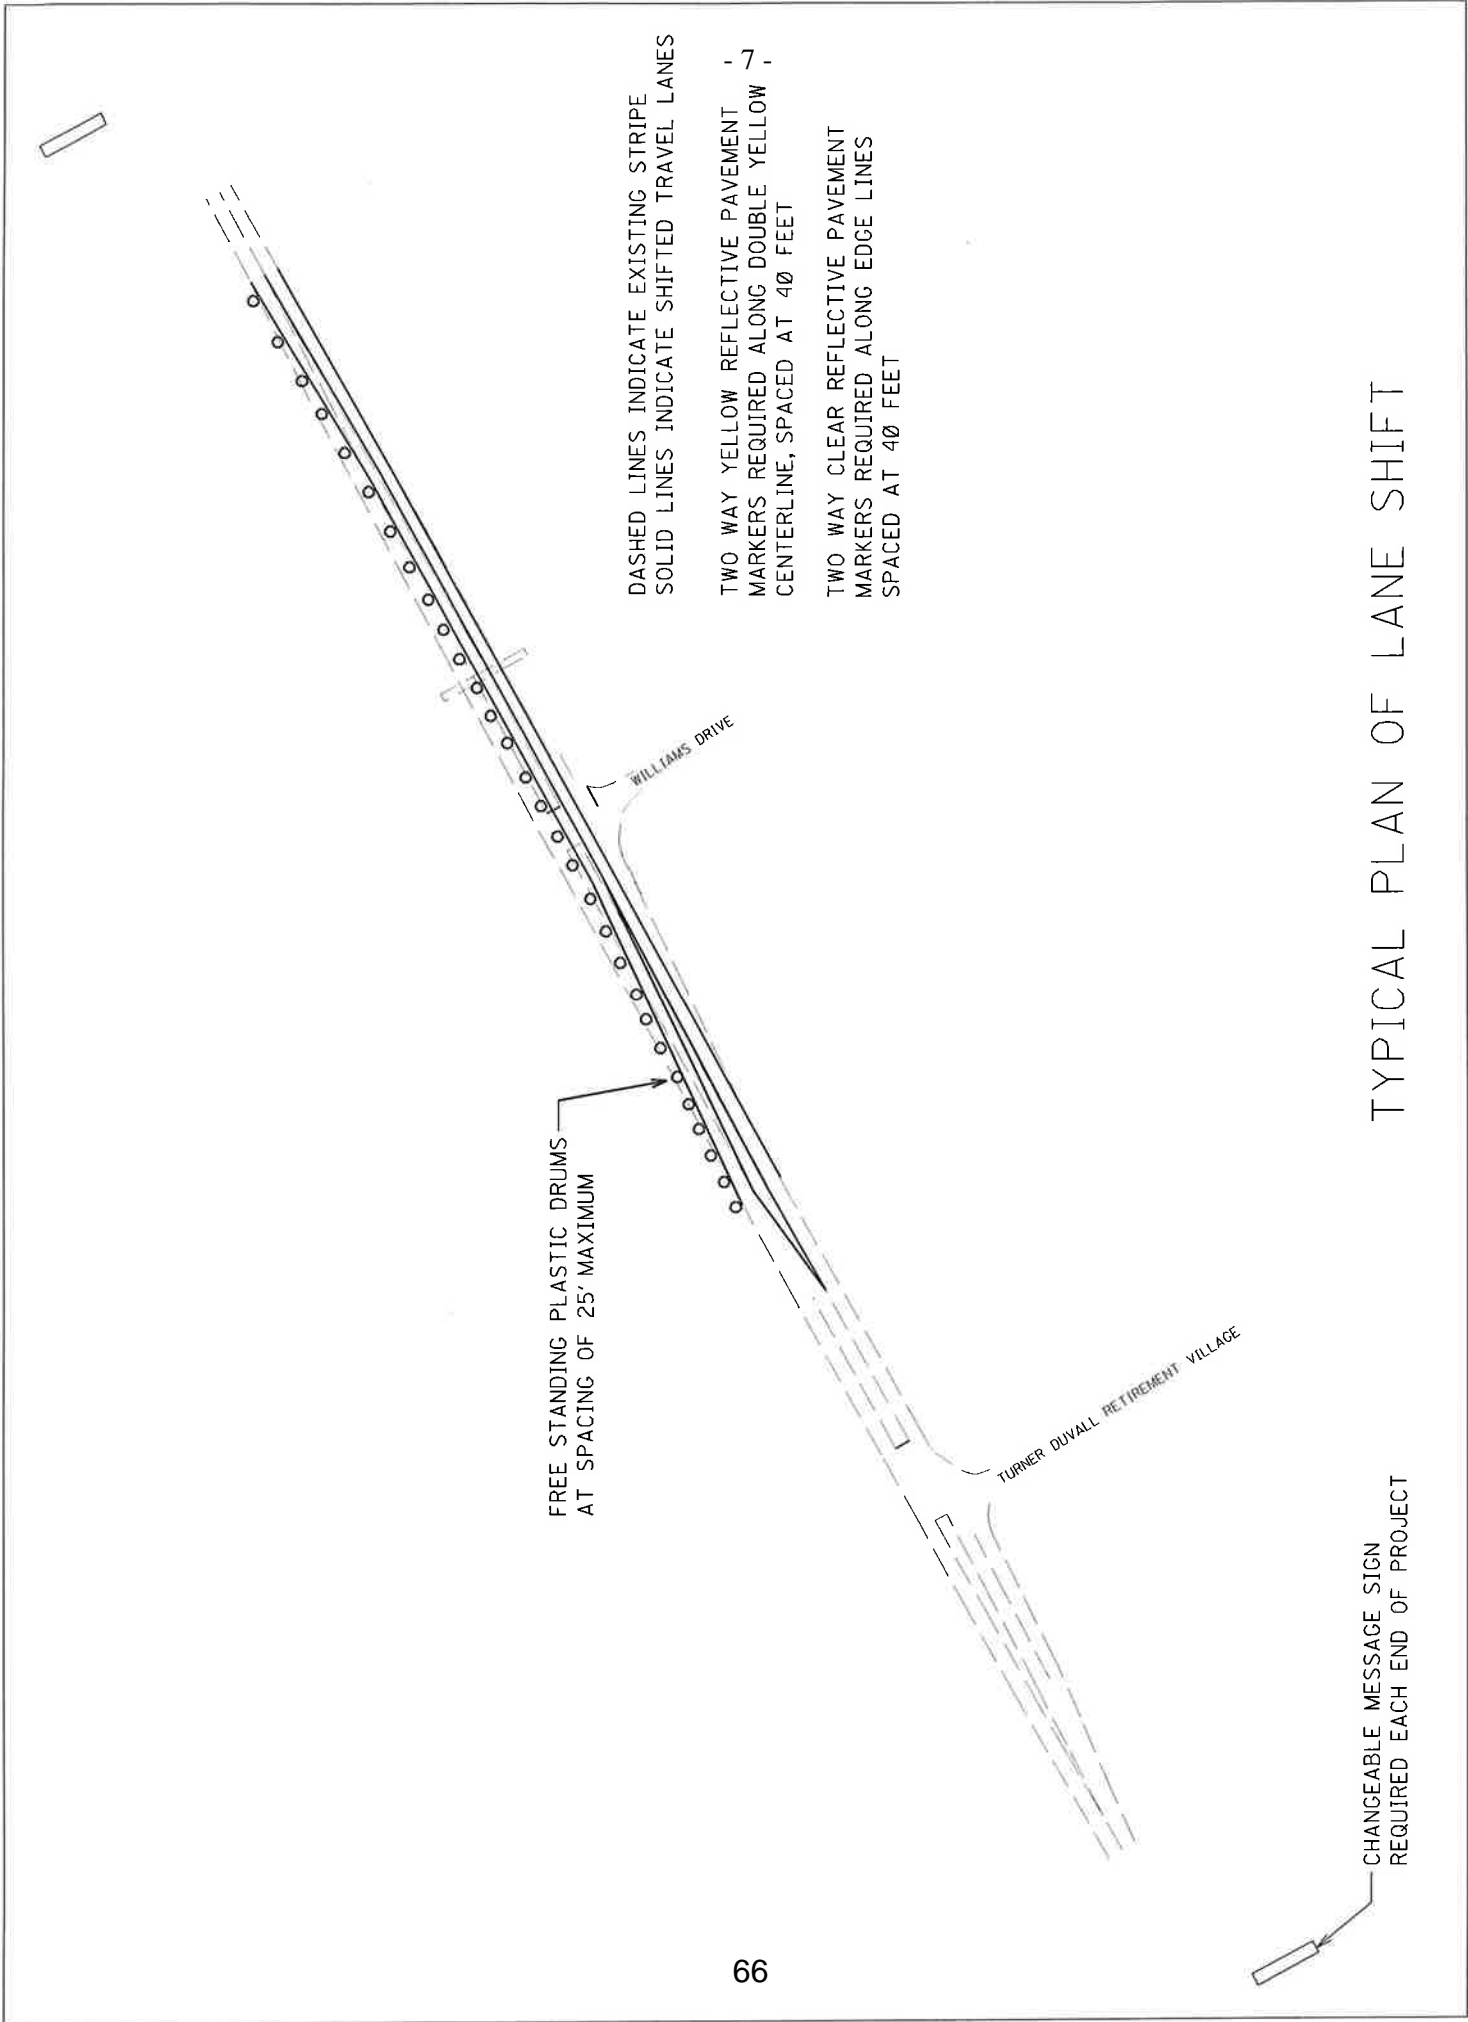 - 7 -
DASHED LINES INDICATE EXISTING STRIPE
SOLID LINES INDICATE SHIFTED TRAVEL LANES
TWO WAY YELLOW REFLECTIVE PAVEMENT
MARKERS REQUIRED ALONG DOUBLE YELLOW
CENTERLINE, SPACED AT 40 FEET
TWO WAY CLEAR REFLECTIVE PAVEMENT
MARKERS REQUIRED ALONG EDGE LINES
SPACED AT 40 FEET
WILLIAMS DRIVE
FREE STANDING PLASTIC DRUMS
AT SPACING OF 25' MAXIMUM
TURNER DUVALL RETIREMENT VILLAGE
CHANGEABLE MESSAGE SIGN
REQUIRED EACH END OF PROJECT
TYPICAL PLAN OF LANE SHIFT
66